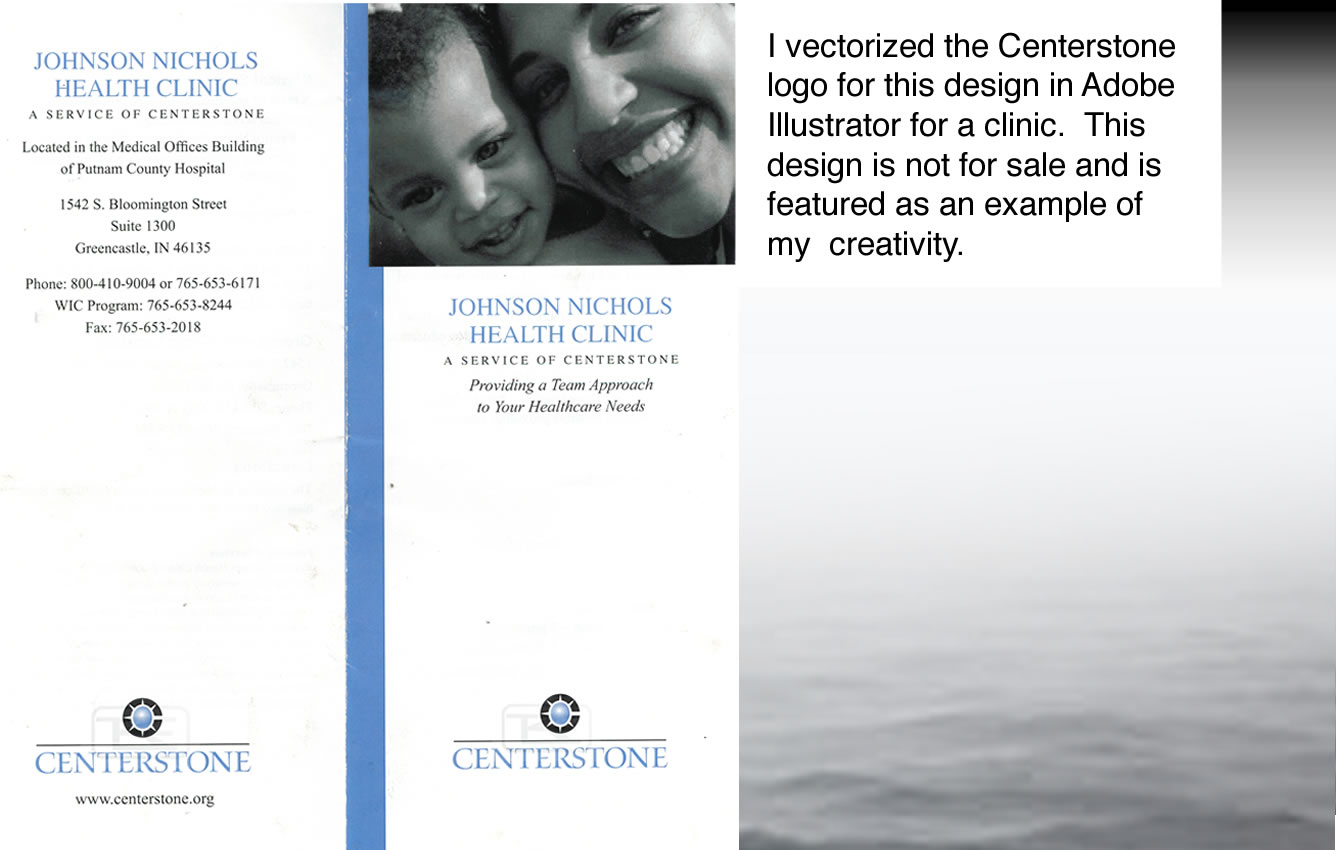 JOHNSON NICHOLS
HEALTH CLINIC
A SERVICE OF CENTERSTONE
Located in the Medical Offices Building
of Putnam County Hospital
1542 S. Bloomington Street
Suite 1300
Greencastle, IN 46135
Phone: 800-410-9004 or 765-653-6171
WIC Program: 765-653-8244
Fax: 765-653-2018
CENTERSTONE
www.centerstone.org
JOHNSON NICHOLS
HEALTH CLINIC
A SERVICE OF CENTERSTONE
Providing a Team Approach
to Your Healthcare Needs
CENTERSTONE
I vectorized the Centerstone
logo for this design in Adobe
Illustrator for a clinic.  This
design is not for sale and is
featured as an example of
my  creativity.